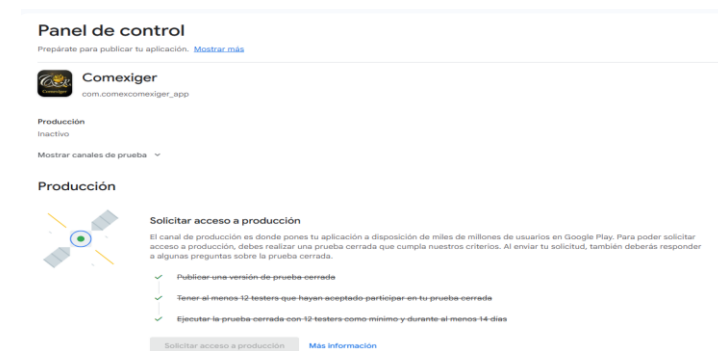 Panel de control
Prepárate para publicar tu aplicación. Mostrar más
Comexiger
com.comexcomexiger_app
Producción
Inactivo
Mostrar canales de prueba
Producción
Solicitar acceso a producción
El canal de producción es donde pones tu aplicación a disposición de miles de millones de usuarios en Google Play. Para poder solicitar
acceso a producción, debes realizar una prueba cerrada que cumpla nuestros criterios. Al enviar tu solicitud, también deberás responder
a algunas preguntas sobre la prueba cerrada.
Publicar una versión de prueba cerrada
Tener al menos 12 testers que hayan aceptado participar en tu prueba cerrada
Ejecutar la prueba cerrada con 12 testers como mínimo y durante al menos 14 días
Solicitar acceso a producción Más información